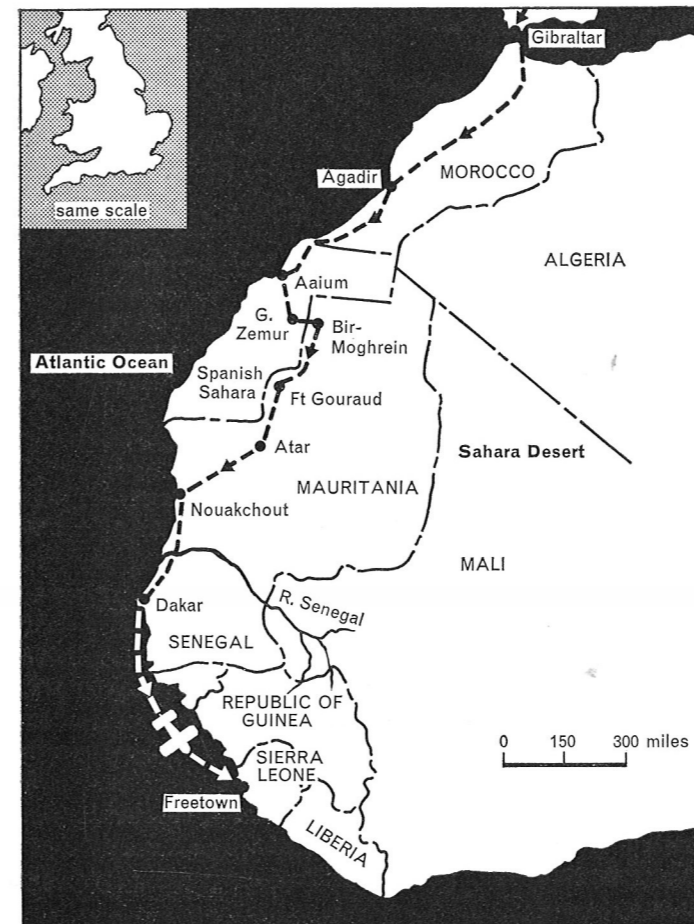 Gibraltar
same scale
Agadir
MOROCCO
ALGERIA
Aaium
G.
Zemur
Bir-
Moghrein
Atlantic Ocean
Spanish
Sahara
Ft Gouraud
Atar
Sahara Desert
MAURITANIA
Nouakchout
MALI
Dakar
R. Senegal
SENEGAL
REPUBLIC OF
GUINEA
0 150 300 miles
SIERRA
LEONE
Freetown
LIBERIA